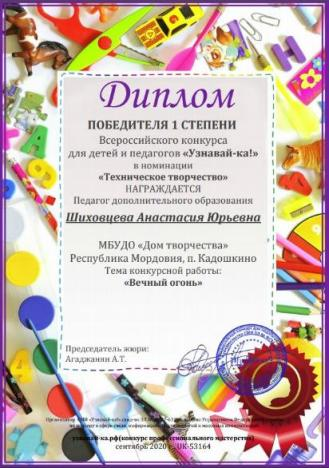 Диплом
ПОБЕДИТЕЛЯ 1 СТЕПЕНИ
Всероссийского конкурса
для детей и педагогов «Узнавай-ка!»
в номинации
«Техническое творчество»
НАГРАЖДАЕТСЯ
Педагог дополнительного образования
Шиховцева Анастасия Юрьевна
МБУДО «Дом творчества»
Республика Мордовия, п. Кадошкино
Тема конкурсной работы:
«Вечный огонь»
Председатель жюри:
Агаджанян А.Т.
узнавай-ка.рф(конкурс профессионального мастерства)
сентябрь 2020 г., UK-53164